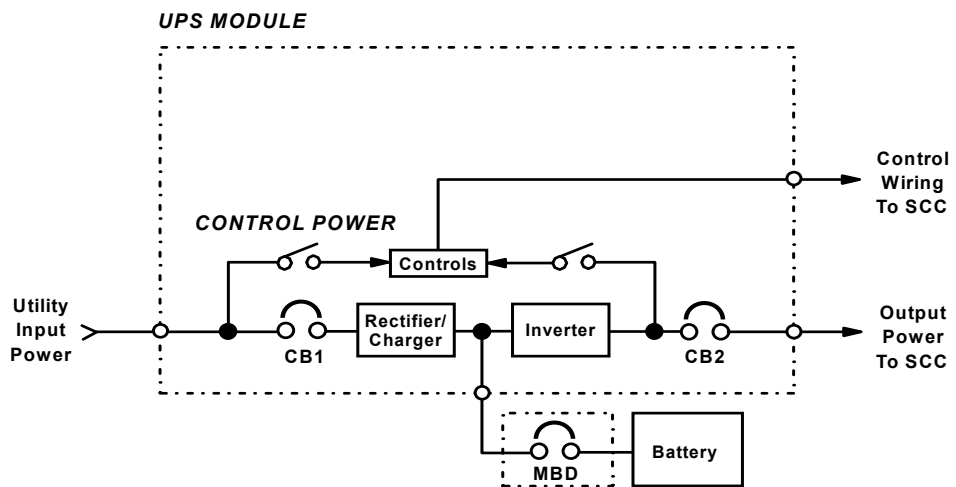 UPS MODULE
Control
Wiring
To SCC
CONTROL POWER
Controls
Utility
Input
Power
CB1
Rectifier/
Charger
Inverter
CB2
Output
Power
To SCC
MBD
Battery